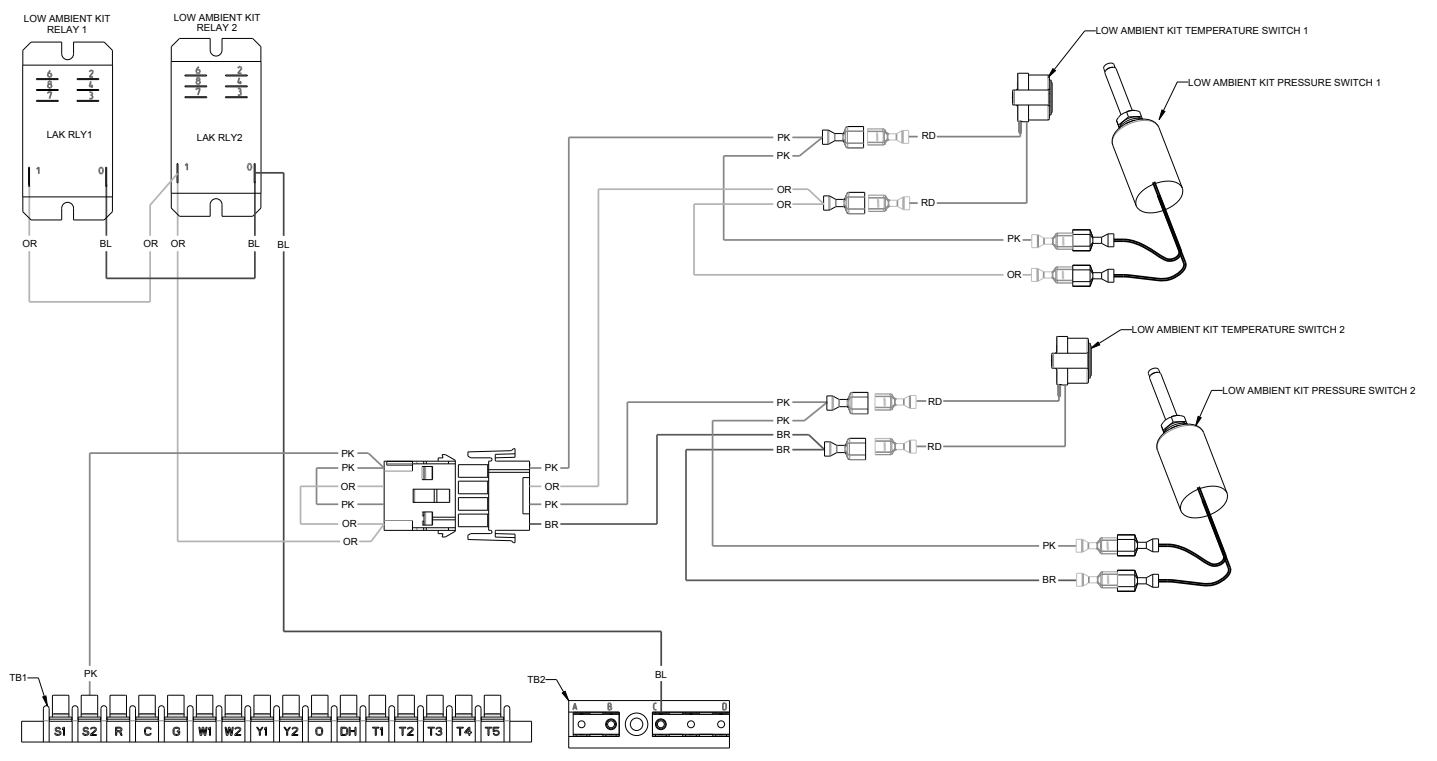 LOW AMBIENT KIT
RELAY 1
LOW AMBIENT KIT
RELAY 2
6 2
8 4
7 3
LAK RLY1
1 0
6 2
8 4
7 3
LAK RLY2
1 0
OR
BL
OR
OR
BL
BL
LOW AMBIENT KIT TEMPERATURE SWITCH 1
LOW AMBIENT KIT PRESSURE SWITCH 1
PK
PK
RD
OR
OR
RD
PK
OR
LOW AMBIENT KIT TEMPERATURE SWITCH 2
LOW AMBIENT KIT PRESSURE SWITCH 2
PK
PK
RD
BR
BR
RD
PK
BR
PK
PK
OR
PK
OR
OR
PK
OR
PK
BR
PK
BL
TB1
S1 S2 R C G W1 W2 Y1 Y2 O DH T1 T2 T3 T4 T5
TB2
A B C D